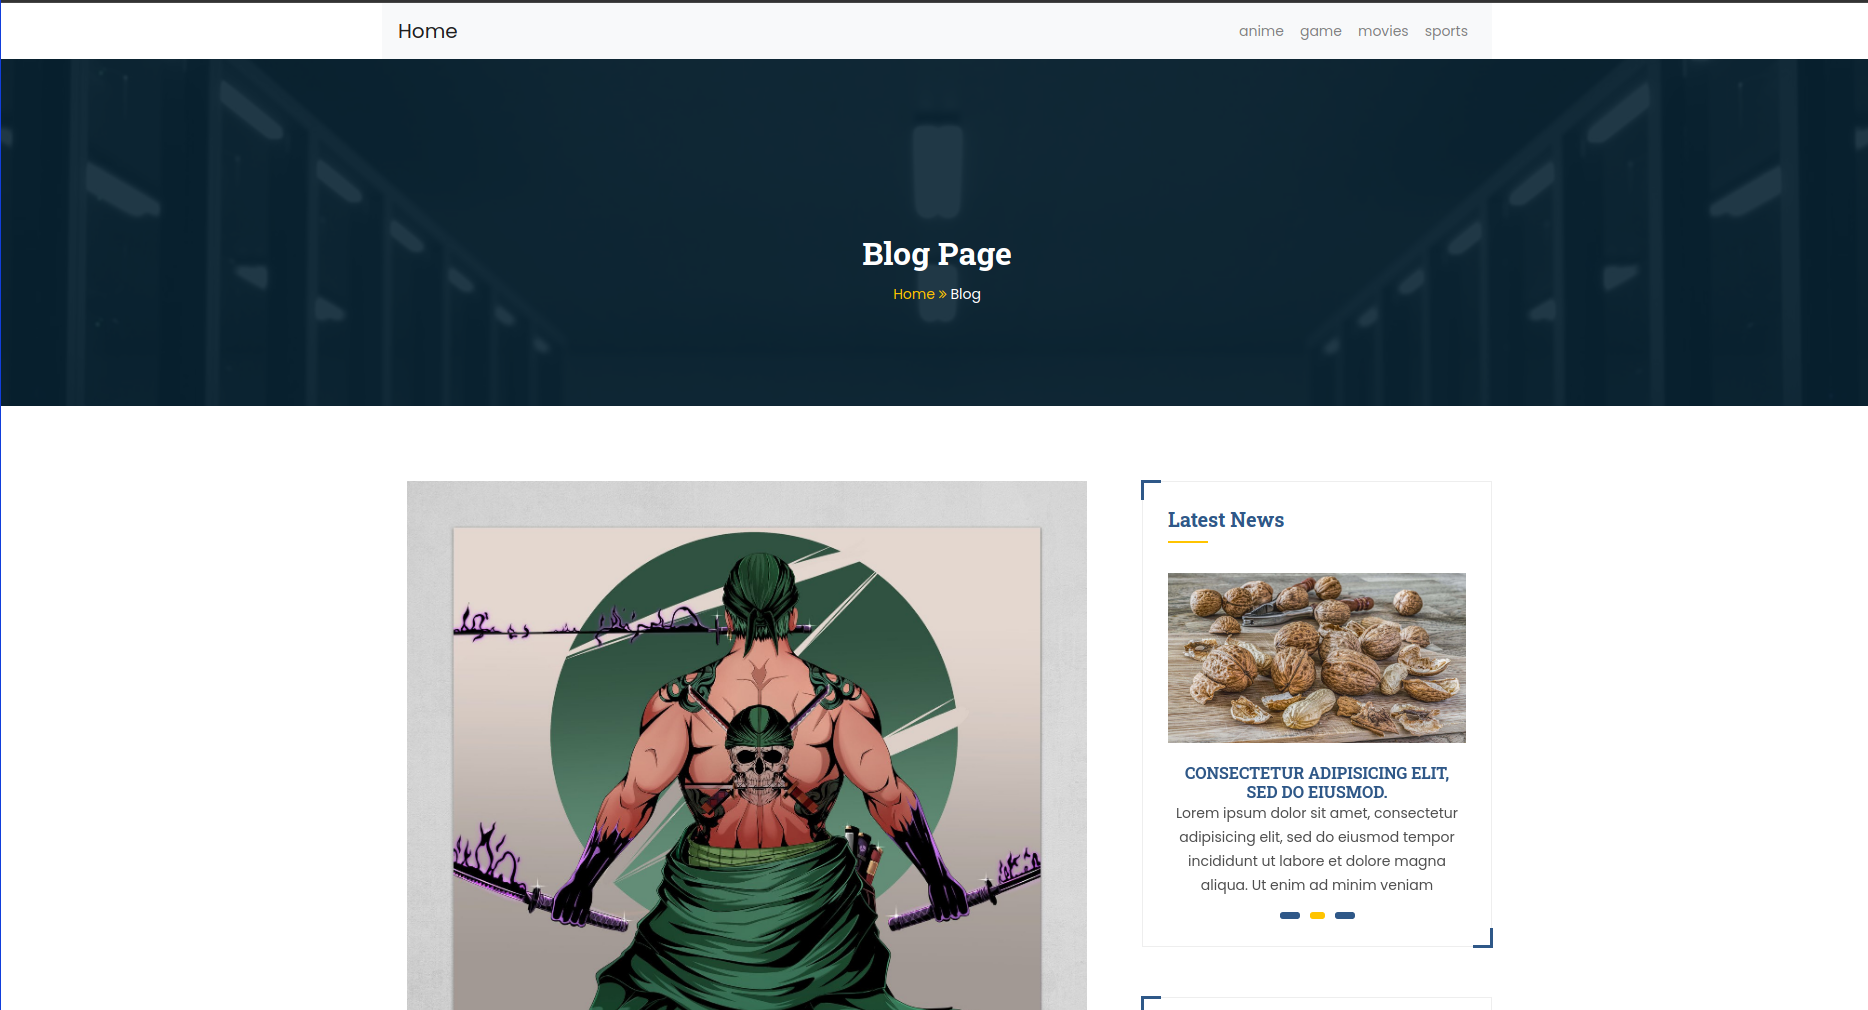 Home
anime game movies sports
Blog Page
Home » Blog
Latest News
CONSECTETUR ADIPISICING ELIT,
SED DO EIUSMOD.
Lorem ipsum dolor sit amet, consectetur
adipisicing elit, sed do eiusmod tempor
incididunt ut labore et dolore magna
aliqua. Ut enim ad minim veniam